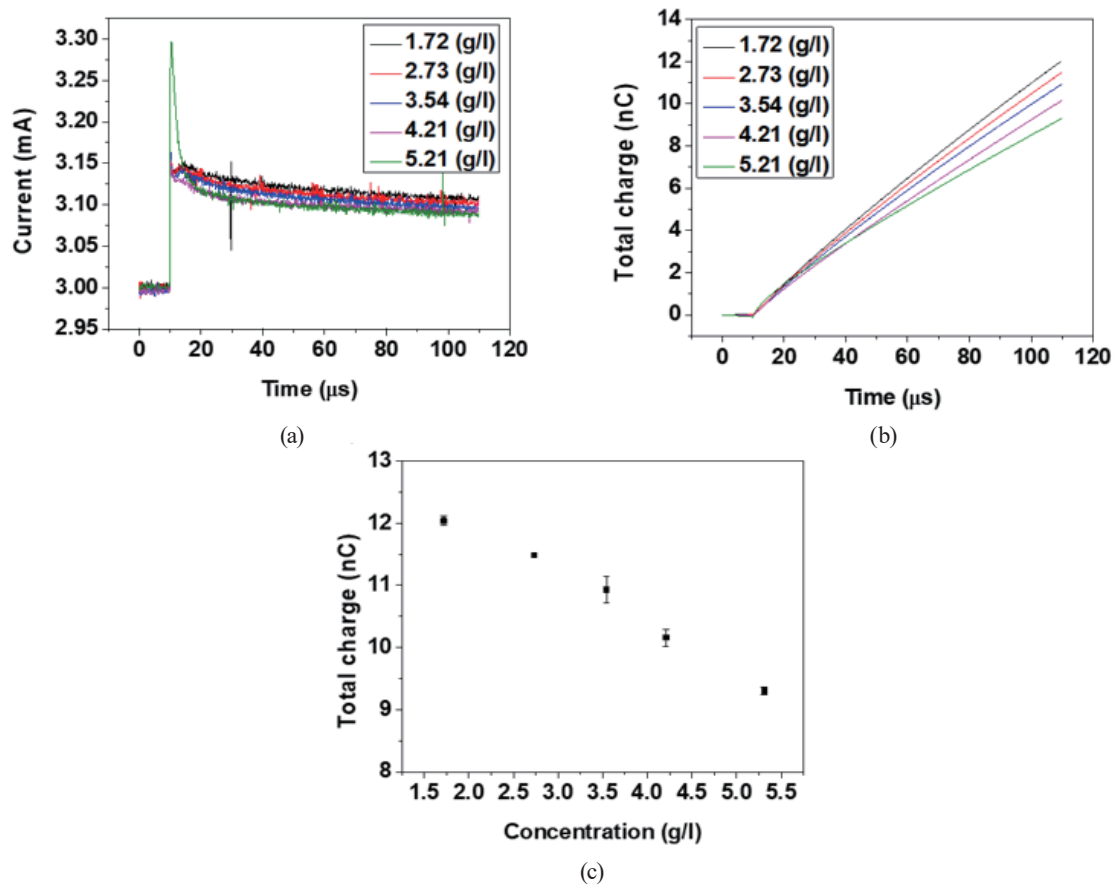 3.30
3.25
3.20
3.15
3.10
3.05
3.00
2.95
Current (mA)
1.72 (g/l)
2.73 (g/l)
3.54 (g/l)
4.21 (g/l)
5.21 (g/l)
0 20 40 60 80 100 120
Time (μs)
(a)
14
12
10
8
6
4
2
0
Total charge (nC)
1.72 (g/l)
2.73 (g/l)
3.54 (g/l)
4.21 (g/l)
5.21 (g/l)
0 20 40 60 80 100 120
Time (μs)
(b)
13
12
11
10
9
8
Total charge (nC)
1.5 2.0 2.5 3.0 3.5 4.0 4.5 5.0 5.5
Concentration (g/l)
(c)